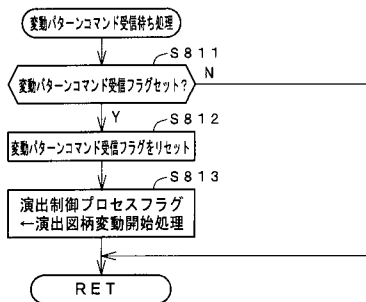 変動パターンコマンド受信待ち処理
S811
変動パターンコマンド受信フラグセット?
N
Y
S812
変動パターンコマンド受信フラグをリセット
S813
演出制御プロセスフラグ
←演出図柄変動開始処理
RET